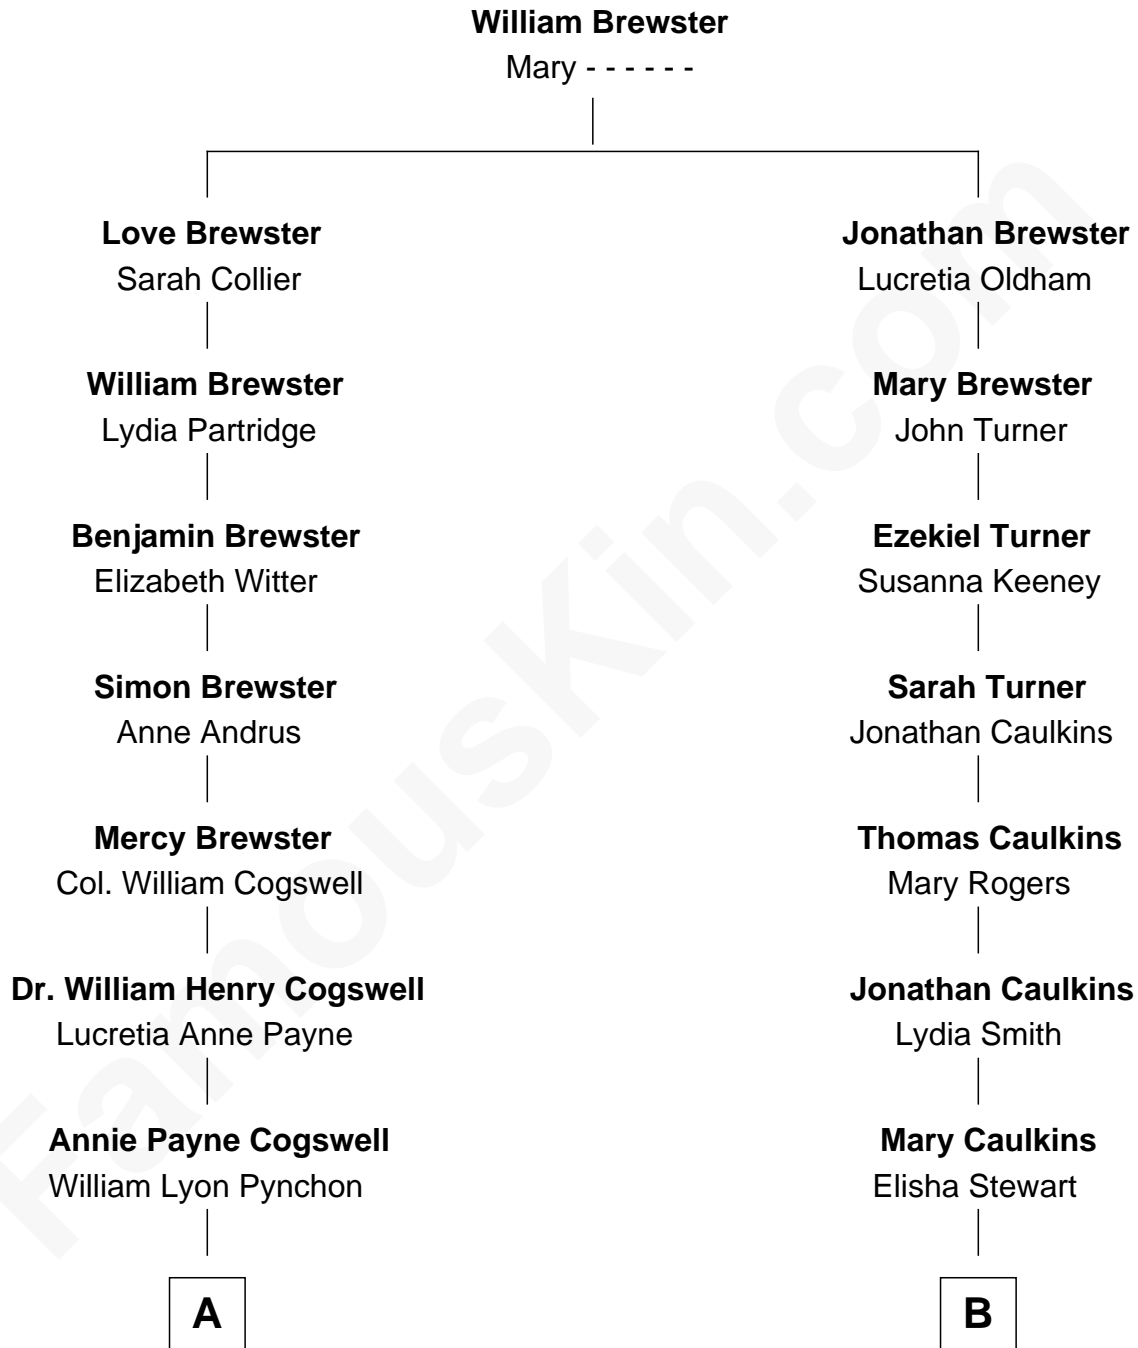 William Brewster
Mary - - - - - -
Love Brewster
Sarah Collier
William Brewster
Lydia Partridge
Benjamin Brewster
Elizabeth Witter
Simon Brewster
Anne Andrus
Mercy Brewster
Col. William Cogswell
Dr. William Henry Cogswell
Lucretia Anne Payne
Annie Payne Cogswell
William Lyon Pynchon
A
Jonathan Brewster
Lucretia Oldham
Mary Brewster
John Turner
Ezekiel Turner
Susanna Keeney
Sarah Turner
Jonathan Caulkins
Thomas Caulkins
Mary Rogers
Jonathan Caulkins
Lydia Smith
Mary Caulkins
Elisha Stewart
B
FamousKin.com